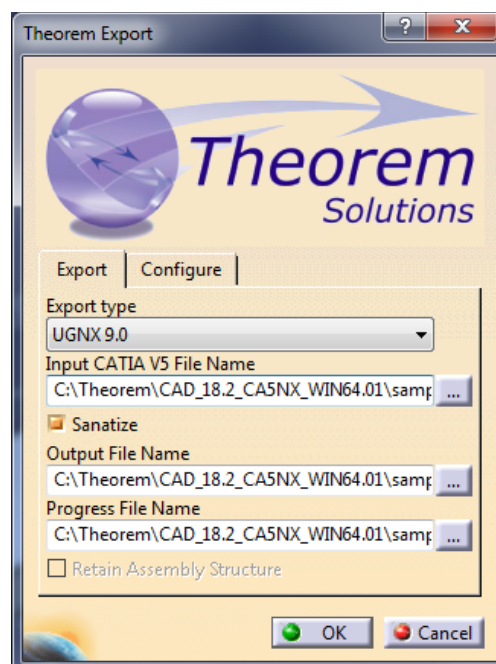 Theorem Export
?
X
Theorem
Solutions
Export Configure
Export type
UGNX 9.0
Input CATIA V5 File Name
C:\Theorem\CAD_18.2_CA5NX_WIN64.01\samp
...
Sanatize
Output File Name
C:\Theorem\CAD_18.2_CA5NX_WIN64.01\samp
...
Progress File Name
C:\Theorem\CAD_18.2_CA5NX_WIN64.01\samp
...
Retain Assembly Structure
OK Cancel